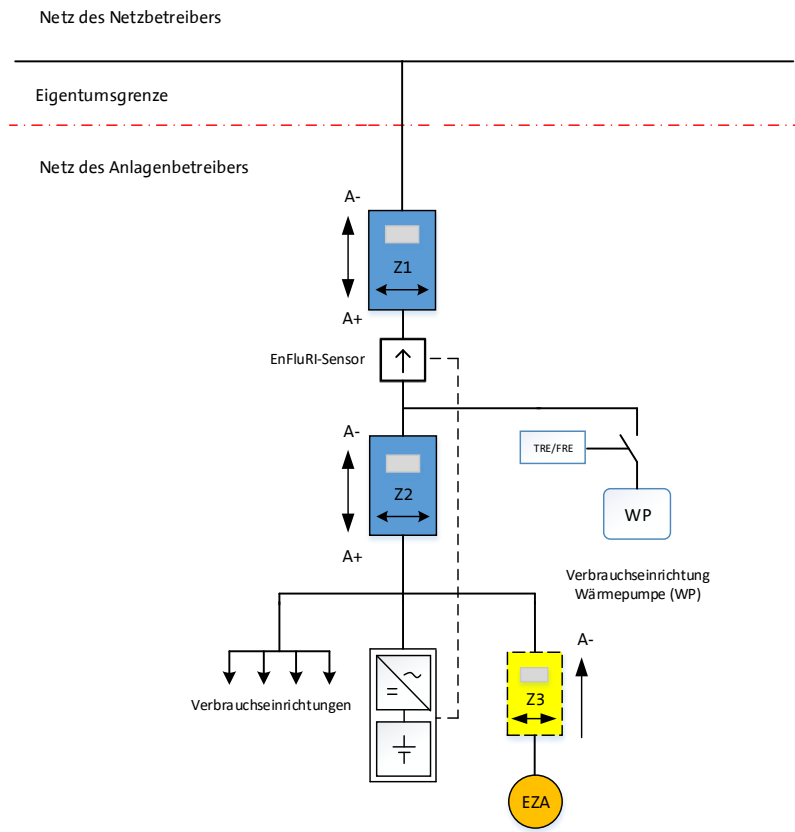 Netz des Netzbetreibers
Eigentumsgrenze
Netz des Anlagenbetreibers
A-
Z1
A+
EnFluRI-Sensor
A-
TRE/FRE
Z2
WP
A+
Verbrauchseinrichtung
Wärmepumpe (WP)
A-
Z3
Verbrauchseinrichtungen
EZA